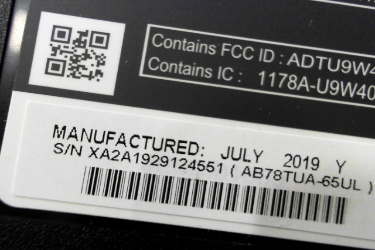 Contains FCC ID : ADTU9W4
Contains IC : 1178A-U9W40
MANUFACTURED: JULY 2019 Y
S/N XA2A1929124551 ( AB78TUA-65UL )